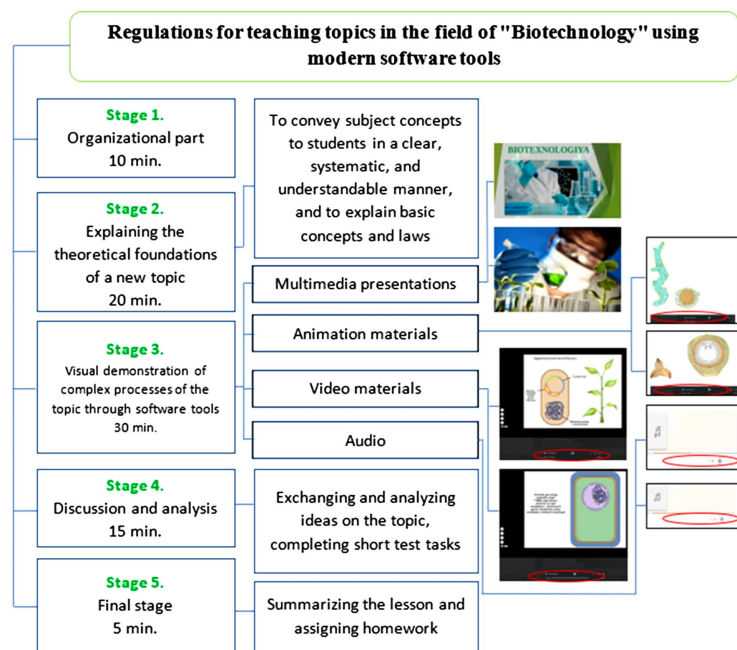 Regulations for teaching topics in the field of "Biotechnology" using
modern software tools
Stage 1.
Organizational part
10 min.
Stage 2.
Explaining the
theoretical foundations
of a new topic
20 min.
To convey subject concepts
to students in a clear,
systematic, and
understandable manner,
and to explain basic
concepts and laws
BIOTEXNOLOGIYA
Stage 3.
Visual demonstration of
complex processes of the
topic through software tools
30 min.
Multimedia presentations
Animation materials
Video materials
Audio
Stage 4.
Discussion and analysis
15 min.
Exchanging and analyzing
ideas on the topic,
completing short test tasks
Stage 5.
Final stage
5 min.
Summarizing the lesson and
assigning homework